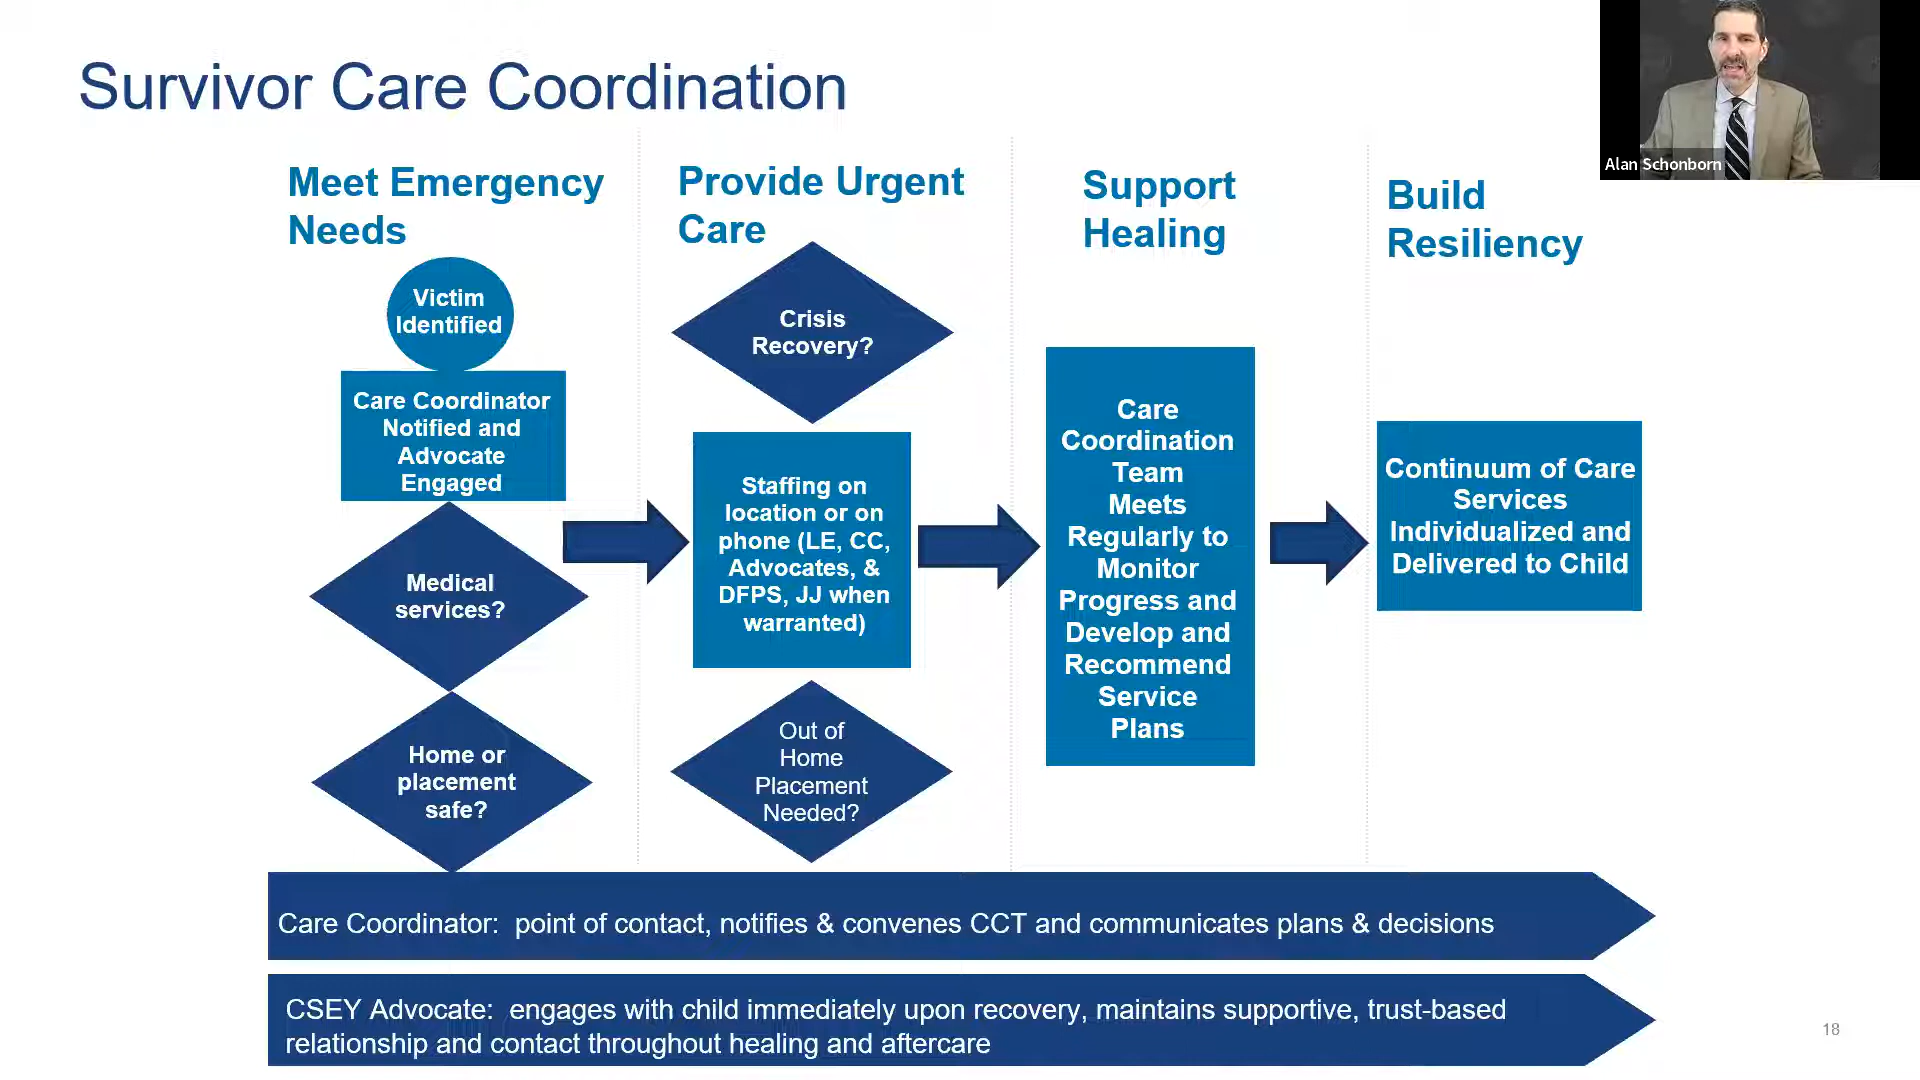 Survivor Care Coordination
Alan Schonborn
Meet Emergency
Needs
Provide Urgent
Care
Support
Healing
Build
Resiliency
Victim
Identified
Care Coordinator
Notified and
Advocate
Engaged
Medical
services?
Home or
placement
safe?
Crisis
Recovery?
Staffing on
location or on
phone (LE, CC,
Advocates, &
DFPS, JJ when
warranted)
Out of
Home
Placement
Needed?
Care
Coordination
Team
Meets
Regularly to
Monitor
Progress and
Develop and
Recommend
Service
Plans
Continuum of Care
Services
Individualized and
Delivered to Child
Care Coordinator:  point of contact, notifies & convenes CCT and communicates plans & decisions
CSEY Advocate:  engages with child immediately upon recovery, maintains supportive, trust-based
relationship and contact throughout healing and aftercare
18